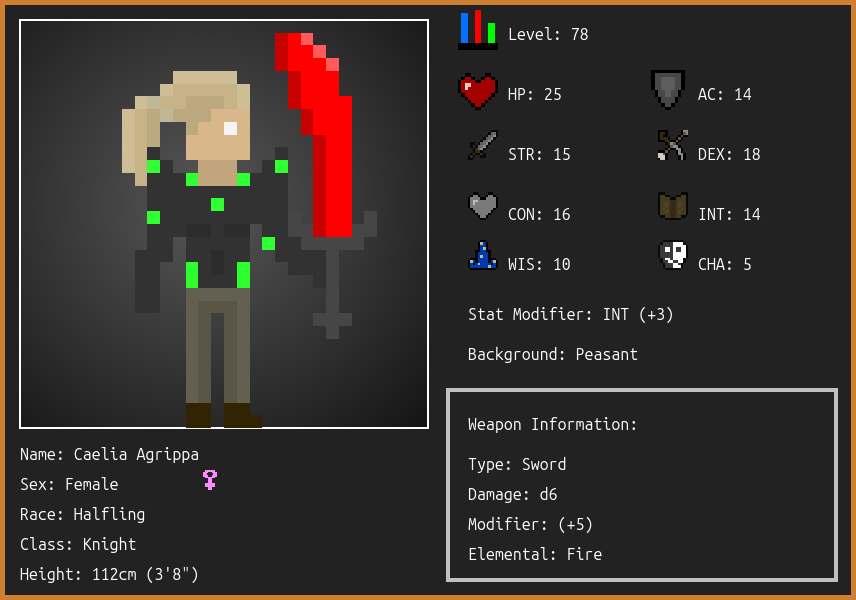 Level: 78
HP: 25
AC: 14
STR: 15
DEX: 18
CON: 16
INT: 14
WIS: 10
CHA: 5
Stat Modifier: INT (+3)
Background: Peasant
Weapon Information:
Type: Sword
Damage: d6
Modifier: (+5)
Elemental: Fire
Name: Caelia Agrippa
Sex: Female
Race: Halfling
Class: Knight
Height: 112cm (3'8")